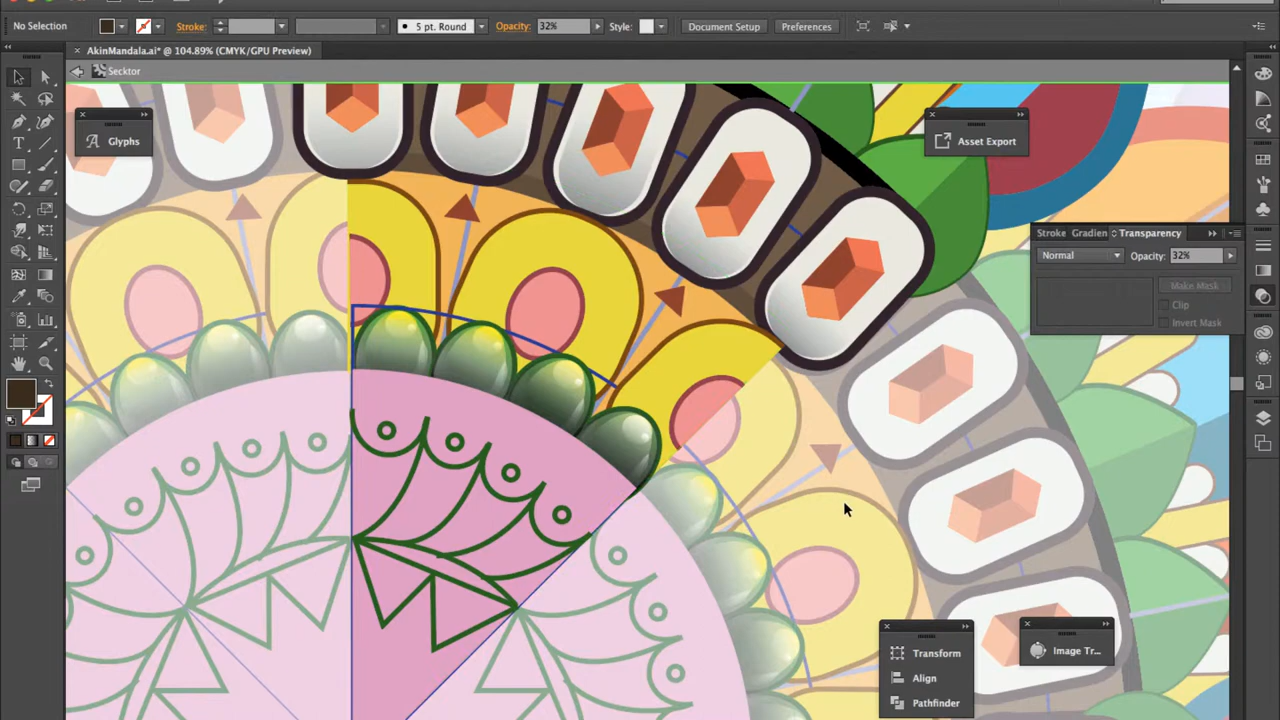 No Selection
Stroke:
5 pt. Round
Opacity:
32%
Style:
Document Setup
Preferences
AkinMandala.ai* @ 104.89% (CMYK/GPU Preview)
Secktor
Glyphs
Asset Export
Stroke
Gradien
Transparency
Normal
Opacity:
32%
Make Mask
Clip
Invert Mask
Transform
Align
Pathfinder
Image Tr...